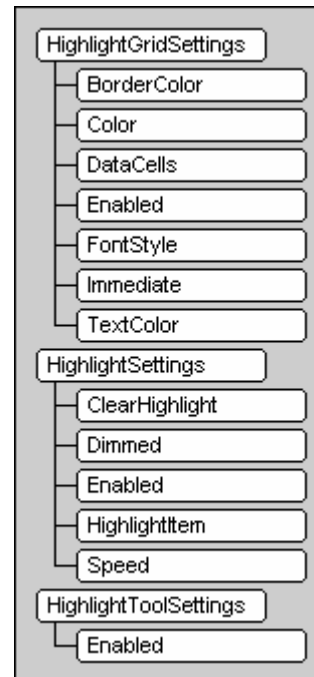 HighlightGridSettings
BorderColor
Color
DataCells
Enabled
FontStyle
Immediate
TextColor
HighlightSettings
ClearHighlight
Dimmed
Enabled
HighlightItem
Speed
HighlightToolSettings
Enabled